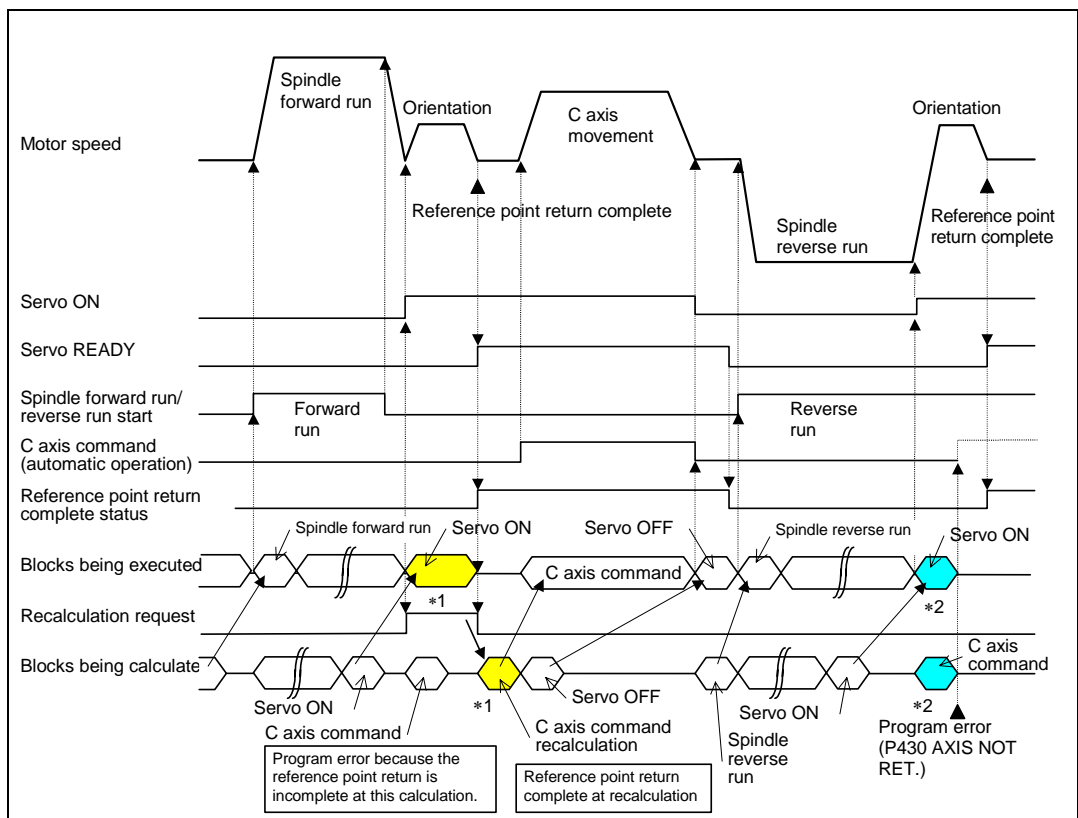 Spindle
forward run
Orientation
C axis
movement
Orientation
Motor speed
Reference point return complete
Spindle
reverse run
Reference point
return complete
Servo ON
Servo READY
Spindle forward run/
reverse run start
Forward
run
Reverse
run
C axis command
(automatic operation)
Reference point return
complete status
Spindle forward run
Servo ON
Servo OFF
Spindle reverse run
Servo ON
Blocks being executed
C axis command
*1
*2
Recalculation request
Blocks being calculate
C axis
command
Servo ON
*1
Servo OFF
Servo ON
*2
C axis command
C axis command
recalculation
Spindle
reverse
run
Program error
(P430 AXIS NOT
RET.)
Program error because the
reference point return is
incomplete at this calculation.
Reference point return
complete at recalculation